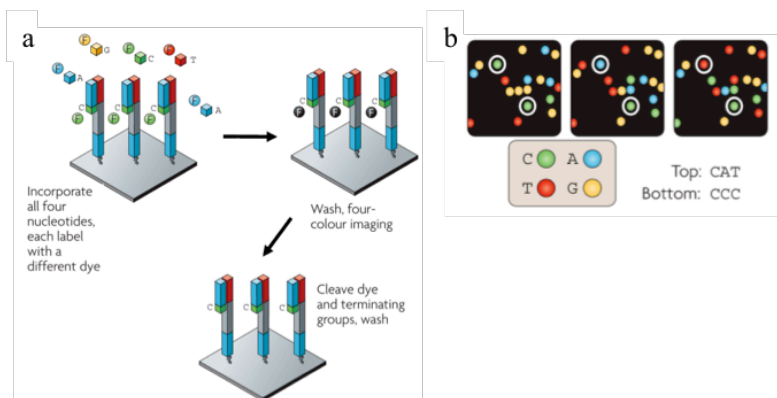 a
F
G
F
C
F
T
F
A
F
A
C
C
C
F
F
F
C
C
C
F
F
F
Incorporate
all four
nucleotides,
each label
with a
different dye
Wash, four-
colour imaging
C
C
C
Cleave dye
and terminating
groups, wash
b
C A
T G
Top: CAT
Bottom: CCC